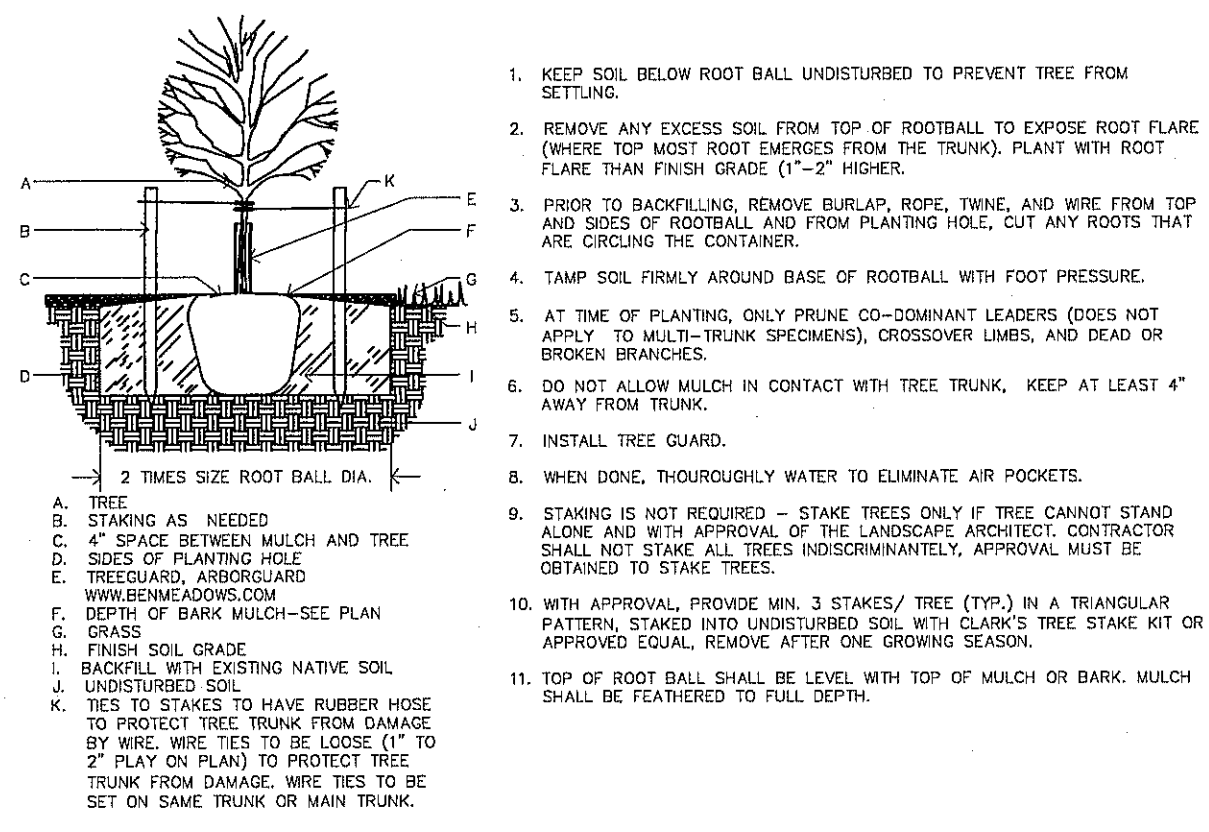 A
B
C
D
K
E
F
G
H
I
J
2 TIMES SIZE ROOT BALL DIA.
A. TREE
B. STAKING AS NEEDED
C. 4" SPACE BETWEEN MULCH AND TREE
D. SIDES OF PLANTING HOLE
E. TREEGUARD, ARBORGUARD
WWW.BENMEADOWS.COM
F. DEPTH OF BARK MULCH-SEE PLAN
G. GRASS
H. FINISH SOIL GRADE
I. BACKFILL WITH EXISTING NATIVE SOIL
J. UNDISTURBED SOIL
K. TIES TO STAKES TO HAVE RUBBER HOSE
TO PROTECT TREE TRUNK FROM DAMAGE
BY WIRE. WIRE TIES TO BE LOOSE (1" TO
2" PLAY ON PLAN) TO PROTECT TREE
TRUNK FROM DAMAGE. WIRE TIES TO BE
SET ON SAME TRUNK OR MAIN TRUNK.
1. KEEP SOIL BELOW ROOT BALL UNDISTURBED TO PREVENT TREE FROM
SETTLING.
2. REMOVE ANY EXCESS SOIL FROM TOP OF ROOTBALL TO EXPOSE ROOT FLARE
(WHERE TOP MOST ROOT EMERGES FROM THE TRUNK). PLANT WITH ROOT
FLARE THAN FINISH GRADE (1"-2" HIGHER.
3. PRIOR TO BACKFILLING, REMOVE BURLAP, ROPE, TWINE, AND WIRE FROM TOP
AND SIDES OF ROOTBALL AND FROM PLANTING HOLE, CUT ANY ROOTS THAT
ARE CIRCLING THE CONTAINER.
4. TAMP SOIL FIRMLY AROUND BASE OF ROOTBALL WITH FOOT PRESSURE.
5. AT TIME OF PLANTING, ONLY PRUNE CO-DOMINANT LEADERS (DOES NOT
APPLY TO MULTI-TRUNK SPECIMENS), CROSSOVER LIMBS, AND DEAD OR
BROKEN BRANCHES.
6. DO NOT ALLOW MULCH IN CONTACT WITH TREE TRUNK, KEEP AT LEAST 4"
AWAY FROM TRUNK.
7. INSTALL TREE GUARD.
8. WHEN DONE, THOUROUGHLY WATER TO ELIMINATE AIR POCKETS.
9. STAKING IS NOT REQUIRED - STAKE TREES ONLY IF TREE CANNOT STAND
ALONE AND WITH APPROVAL OF THE LANDSCAPE ARCHITECT. CONTRACTOR
SHALL NOT STAKE ALL TREES INDISCRIMINANTELY, APPROVAL MUST BE
OBTAINED TO STAKE TREES.
10. WITH APPROVAL, PROVIDE MIN. 3 STAKES/ TREE (TYP.) IN A TRIANGULAR
PATTERN, STAKED INTO UNDISTURBED SOIL WITH CLARK'S TREE STAKE KIT OR
APPROVED EQUAL, REMOVE AFTER ONE GROWING SEASON.
11. TOP OF ROOT BALL SHALL BE LEVEL WITH TOP OF MULCH OR BARK. MULCH
SHALL BE FEATHERED TO FULL DEPTH.